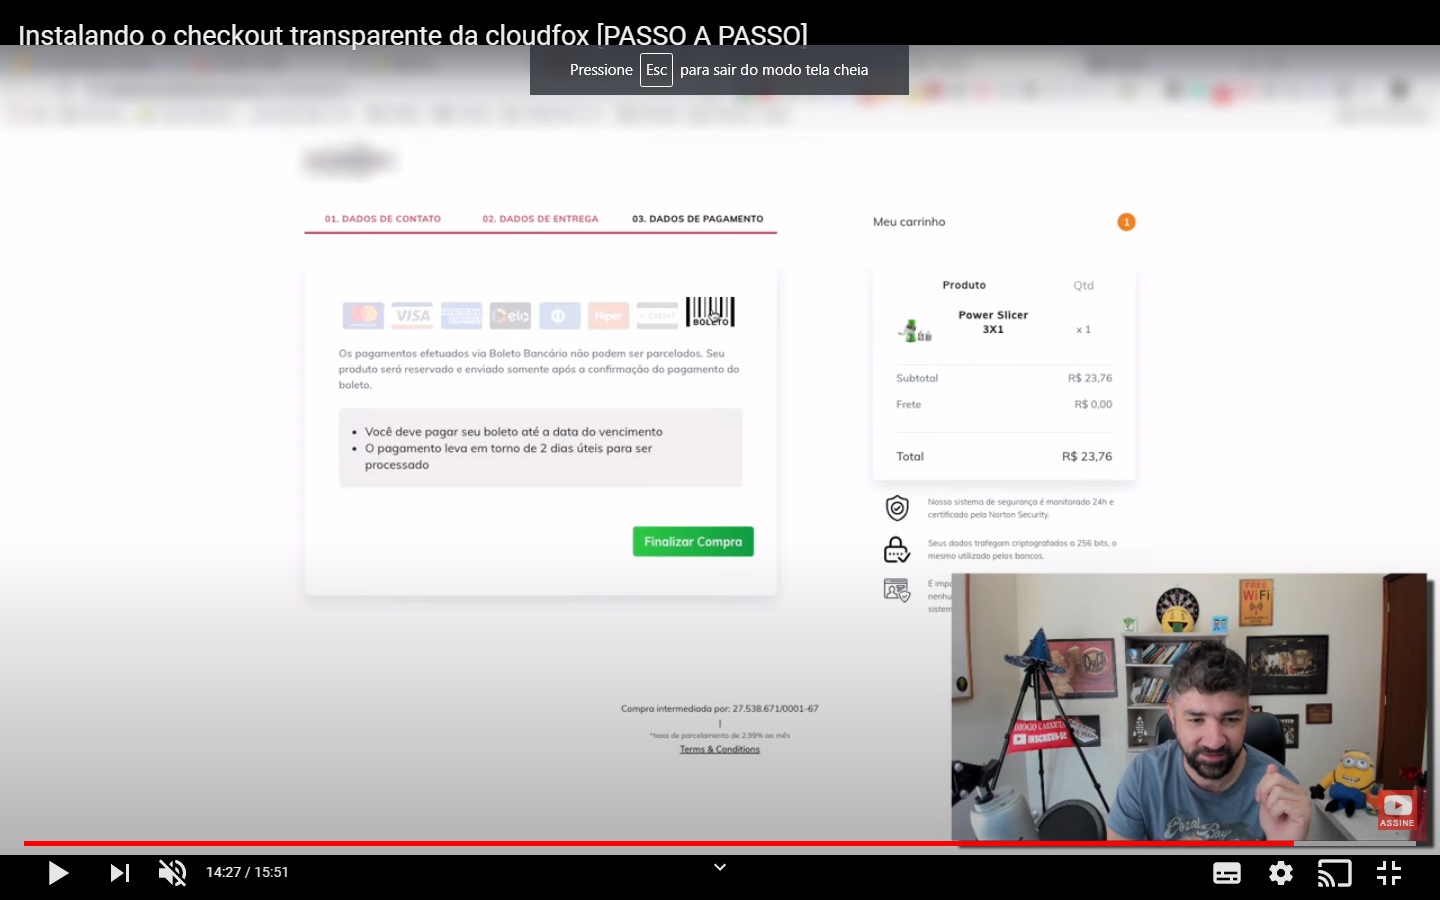 Instalando o checkout transparente da cloudfox [PASSO A PASSO]
Pressione Esc para sair do modo tela cheia
01. DADOS DE CONTATO
02. DADOS DE ENTREGA
03. DADOS DE PAGAMENTO
VISA
elo
Hiper
BOLETO
Os pagamentos efetuados via Boleto Bancário não podem ser parcelados. Seu
produto será reservado e enviado somente após a confirmação do pagamento do
boleto.
• Você deve pagar seu boleto até a data do vencimento
• O pagamento leva em torno de 2 dias úteis para ser
processado
Finalizar Compra
Meu carrinho
1
Produto Qtd
Power Slicer
3X1
x 1
Subtotal R$ 23,76
Frete R$ 0,00
Total R$ 23,76
Nosso sistema de segurança é monitorado 24h e
certificado pela Norton Security.
Seus dados trafegam criptografados a 256 bits, o
mesmo utilizado pelos bancos.
Compra intermediada por: 27.538.671/0001-67
|
*taxa de parcelamento de 2.99% ao mês
Terms & Conditions
FREE
WiFi
Duff
DIOGO CAIXETA
INSCREVA-SE
ASSINE
14:27 / 15:51